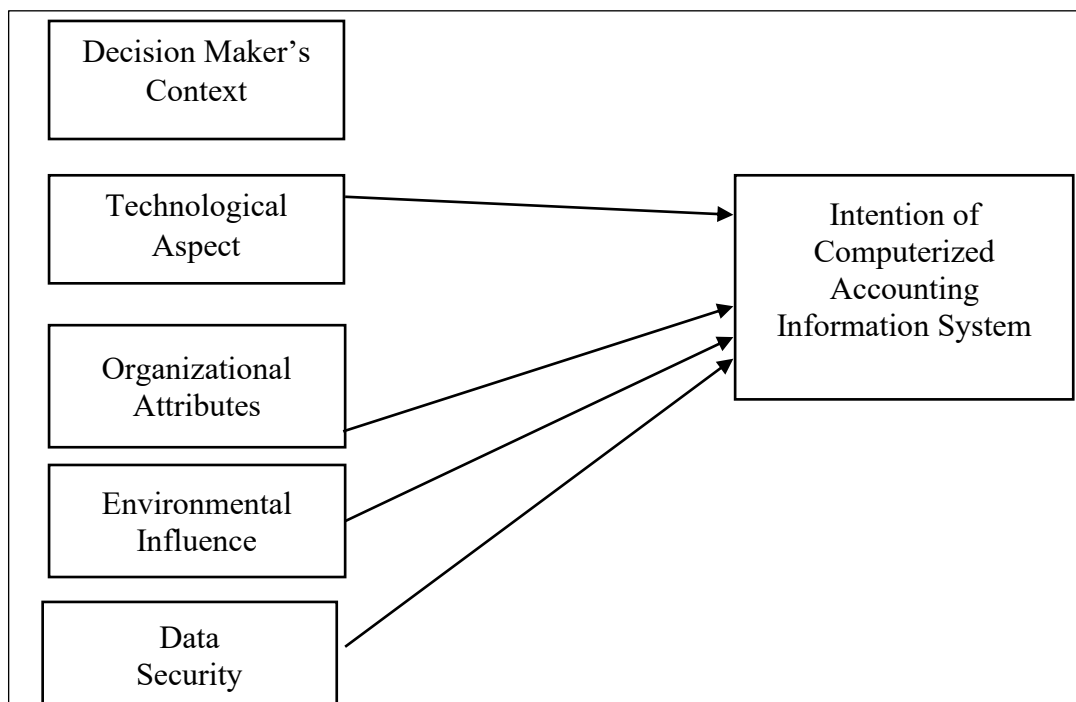 Decision Maker’s
Context
Technological
Aspect
Organizational
Attributes
Environmental
Influence
Data
Security
Intention of
Computerized
Accounting
Information System